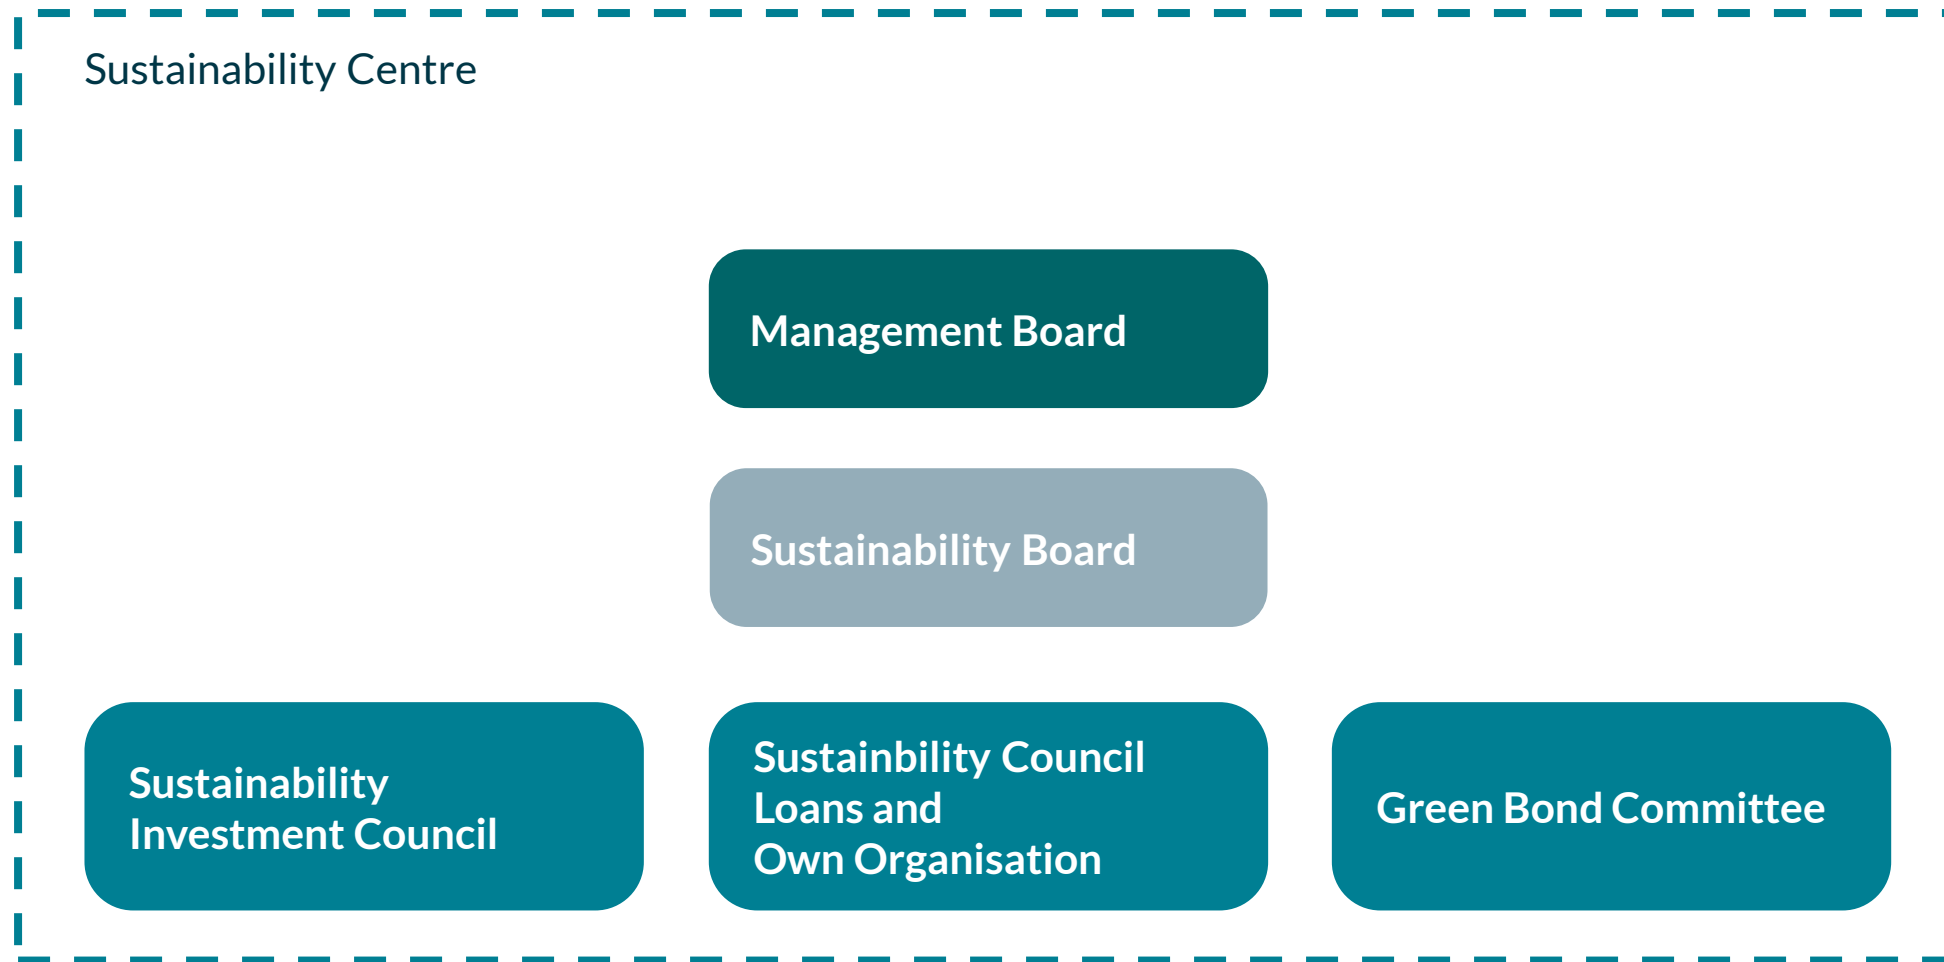 Sustainability Centre
Management Board
Sustainability Board
Sustainability
Investment Council
Sustainbility Council
Loans and
Own Organisation
Green Bond Committee